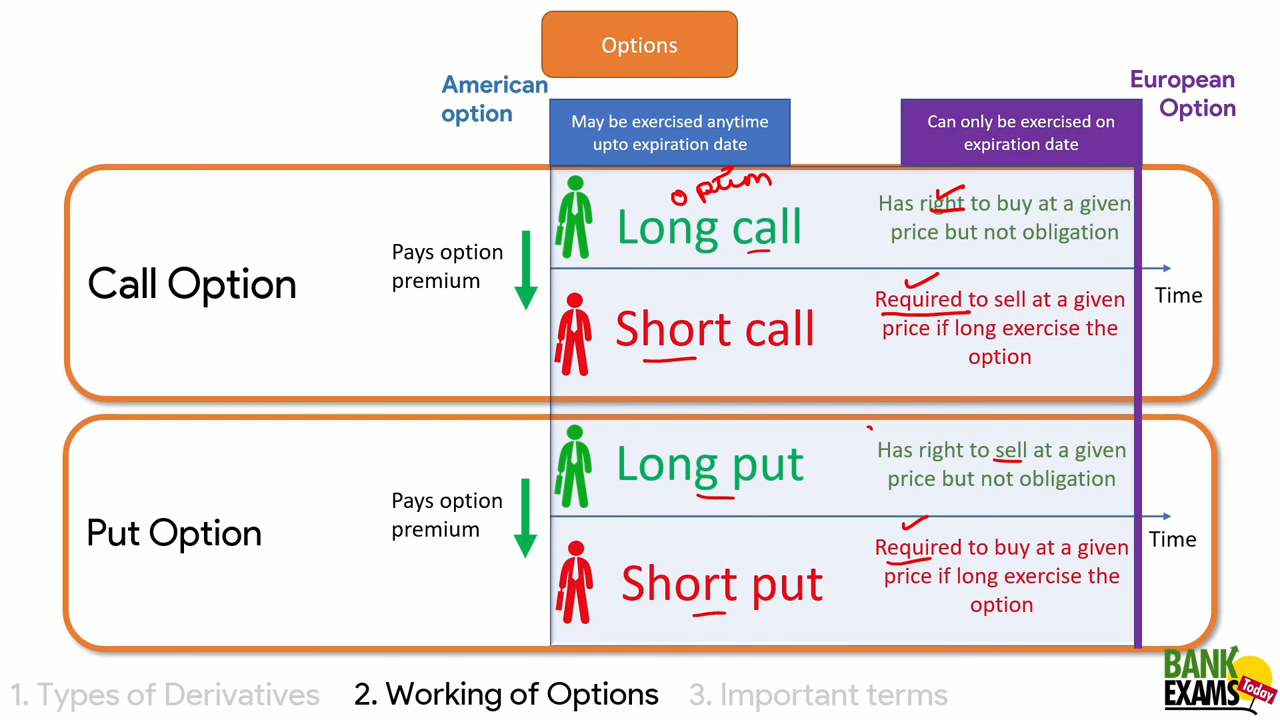 Options
American
option
European
Option
May be exercised anytime
upto expiration date
Can only be exercised on
expiration date
Call Option
Pays option
premium
option
Long call
Has right to buy at a given
price but not obligation
Time
Short call
Required to sell at a given
price if long exercise the
option
Put Option
Pays option
premium
Long put
Has right to sell at a given
price but not obligation
Time
Short put
Required to buy at a given
price if long exercise the
option
1. Types of Derivatives
2. Working of Options
3. Important terms
BANK
EXAMS
Today